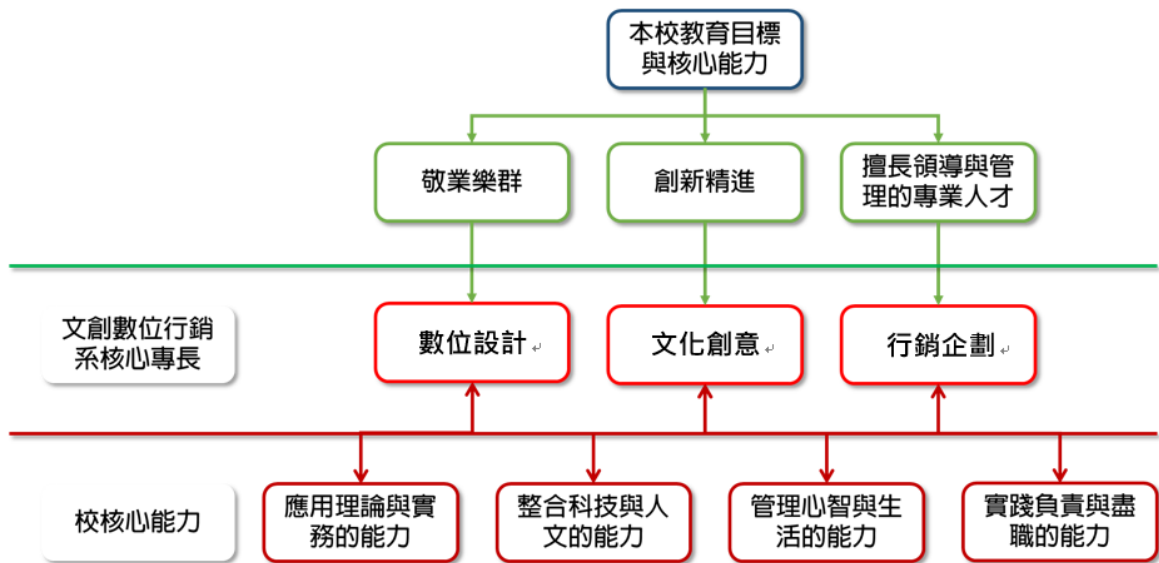 本校教育目標
與核心能力
敬業樂群
創新精進
擅長領導與管
理的專業人才
文創數位行銷
系核心專長
數位設計
文化創意
行銷企劃
校核心能力
應用理論與實
務的能力
整合科技與人
文的能力
管理心智與生
活的能力
實踐負責與盡
職的能力